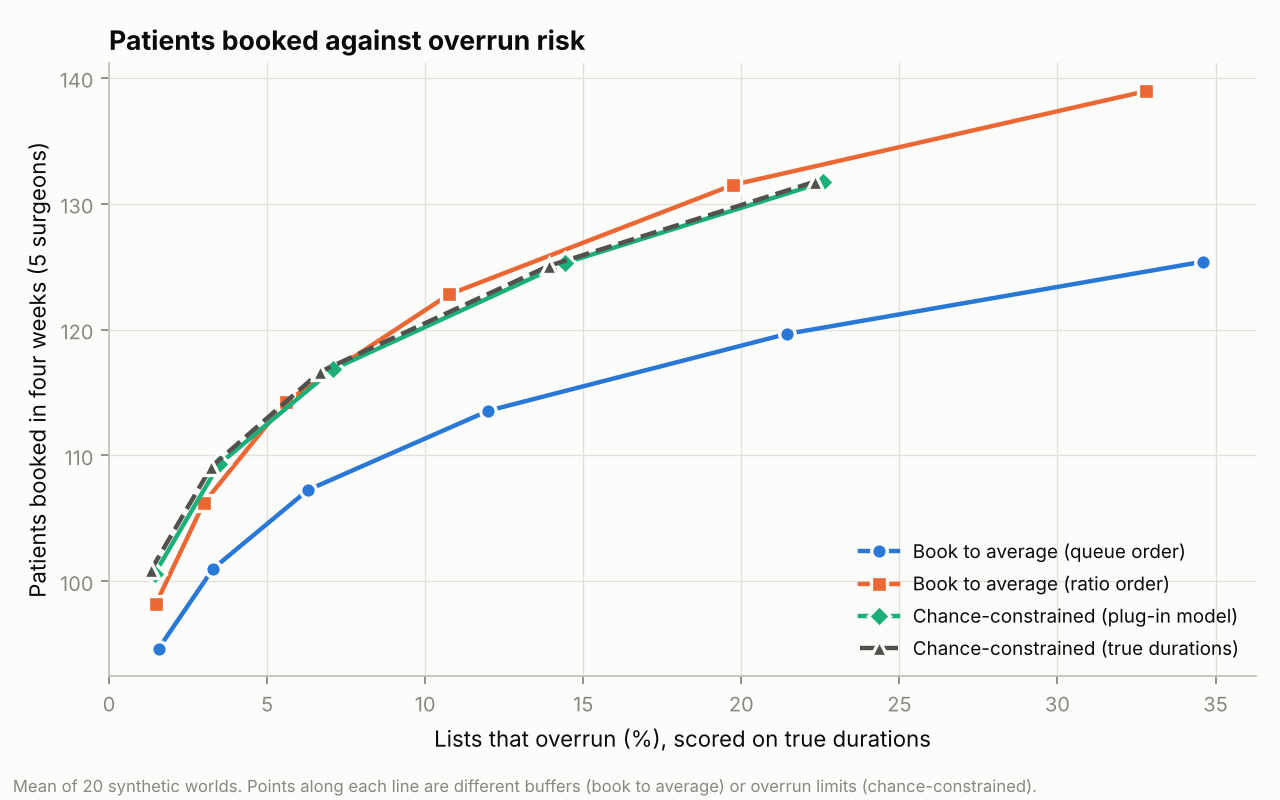 Patients booked against overrun risk
140
130
120
110
100
Patients booked in four weeks (5 surgeons)
Book to average (queue order)
Book to average (ratio order)
Chance-constrained (plug-in model)
Chance-constrained (true durations)
0 5 10 15 20 25 30 35
Lists that overrun (%), scored on true durations
Mean of 20 synthetic worlds. Points along each line are different buffers (book to average) or overrun limits (chance-constrained).